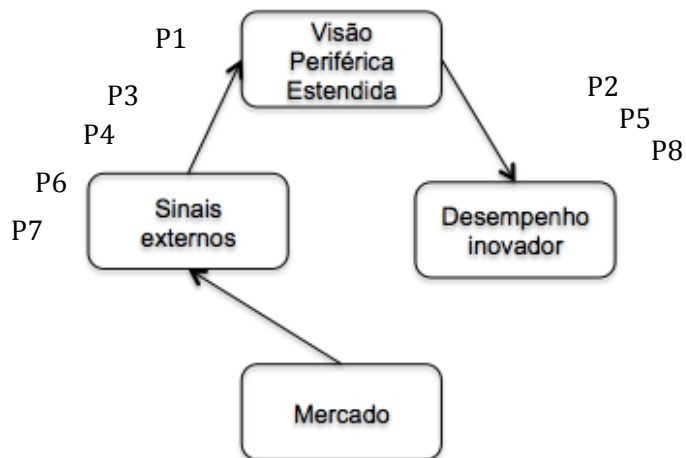 P1
Visão
Periférica
Estendida
P3
P2
P4
P5
P8
P6
Sinais
externos
Desempenho
inovador
P7
Mercado